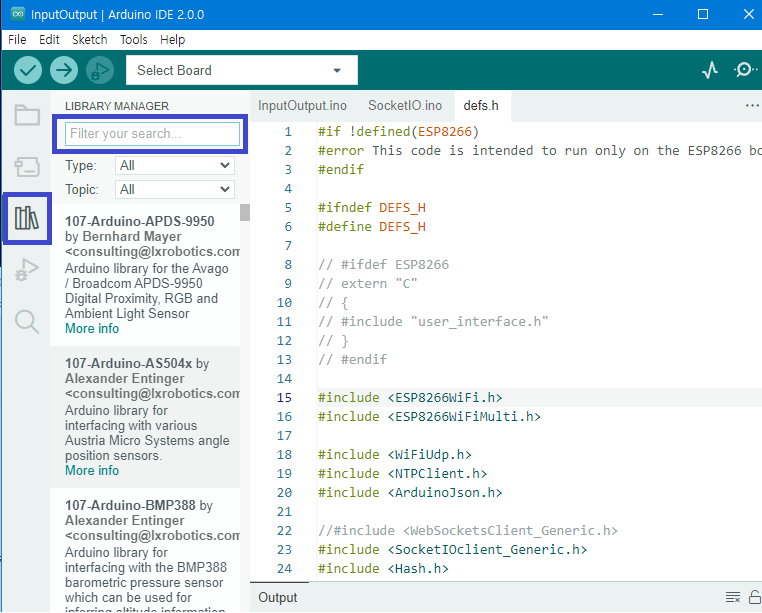 InputOutput | Arduino IDE 2.0.0
File Edit Sketch Tools Help
Select Board
LIBRARY MANAGER
Filter your search...
Type: All
Topic: All
107-Arduino-APDS-9950
by Bernhard Mayer
<consulting@lxrobotics.com
Arduino library for the Avago
/ Broadcom APDS-9950
Digital Proximity, RGB and
Ambient Light Sensor
More info
107-Arduino-AS504x by
Alexander Entinger
<consulting@lxrobotics.com
Arduino library for
interfacing with various
Austria Micro Systems angle
position sensors.
More info
107-Arduino-BMP388 by
Alexander Entinger
<consulting@lxrobotics.com
Arduino library for
interfacing with the BMP388
barometric pressure sensor
which can be used for
inferring altitude information
InputOutput.ino SocketIO.ino defs.h
1 #if !defined(ESP8266)
2 #error This code is intended to run only on the ESP8266 bo
3 #endif
4
5 #ifndef DEFS_H
6 #define DEFS_H
7
8 // #ifdef ESP8266
9 // extern "C"
10 // {
11 // #include "user_interface.h"
12 // }
13 // #endif
14
15 #include <ESP8266WiFi.h>
16 #include <ESP8266WiFiMulti.h>
17
18 #include <WiFiUdp.h>
19 #include <NTPClient.h>
20 #include <ArduinoJson.h>
21
22 //#include <WebSocketsClient_Generic.h>
23 #include <SocketIOclient_Generic.h>
24 #include <Hash.h>
Output